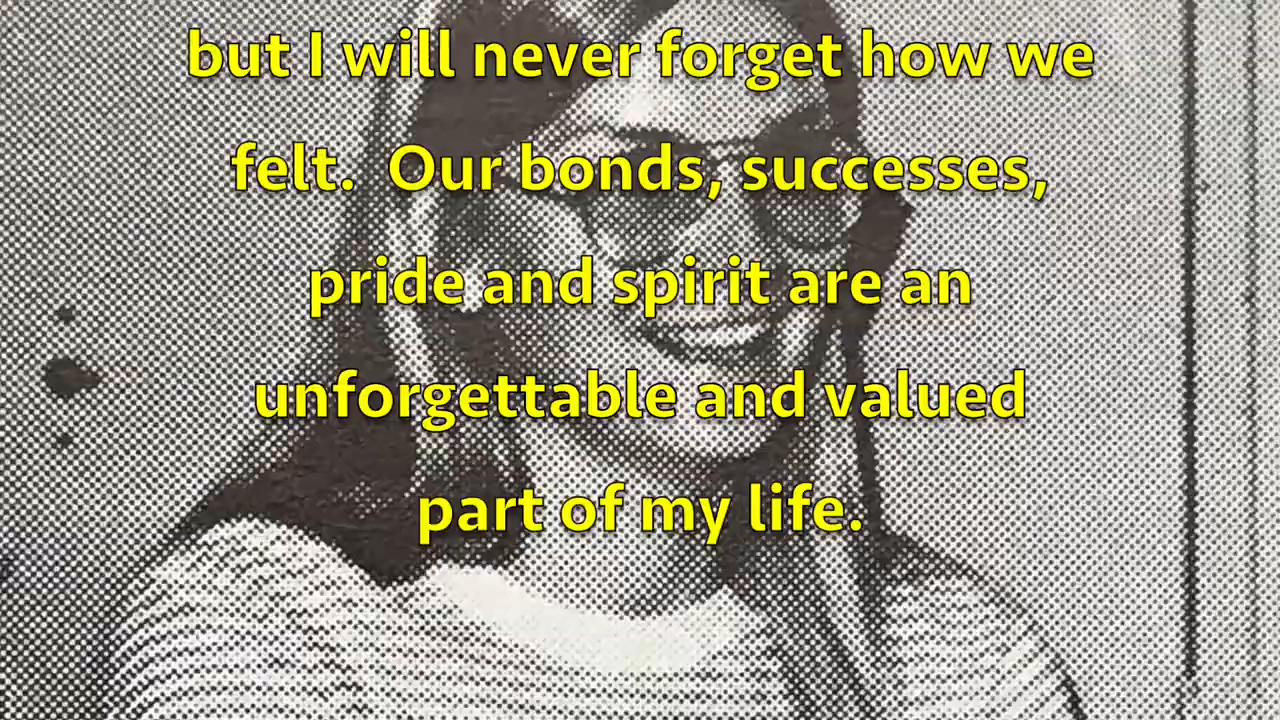 but I will never forget how we
felt.  Our bonds, successes,
pride and spirit are an
unforgettable and valued
part of my life.